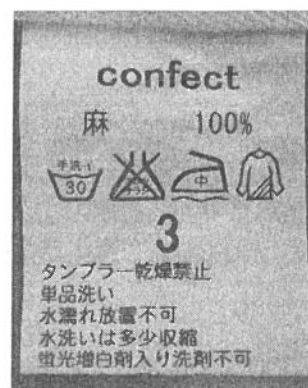 confect
麻 100%
手洗イ
30
中
3
タンブラー乾燥禁止
単品洗い
水濡れ放置不可
水洗いは多少収縮
蛍光増白剤入り洗剤不可